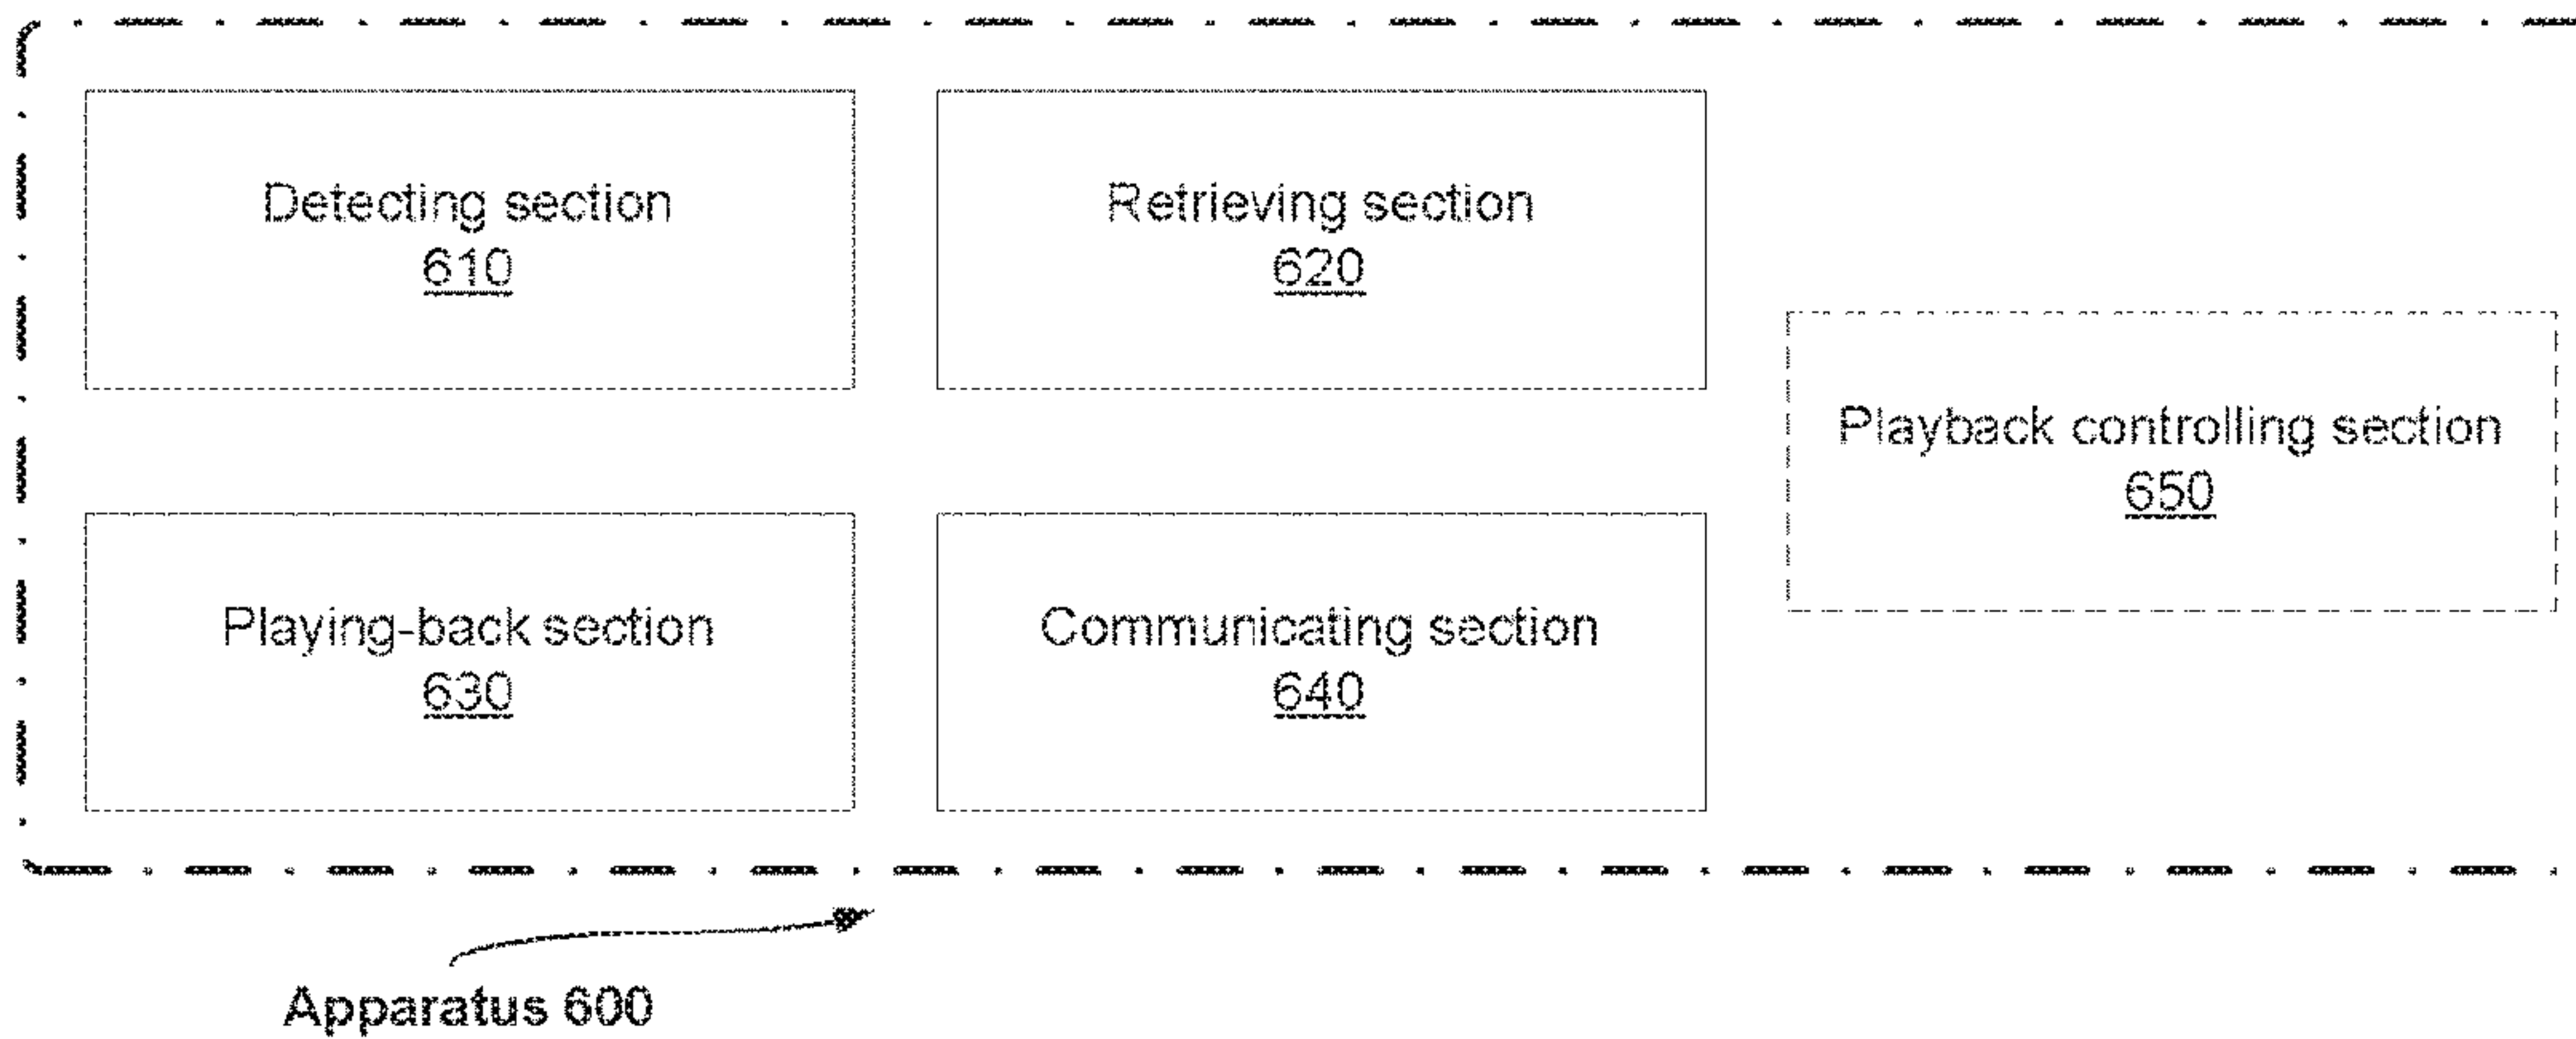 Detecting section
610
Retrieving section
620
Playback controlling section
650
Playing-back section
630
Communicating section
640
Apparatus 600